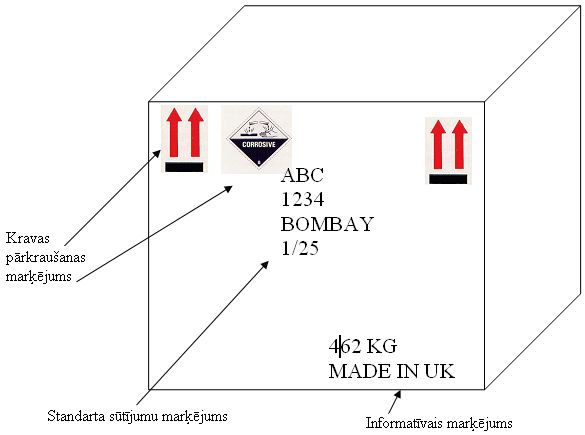 CORROSIVE
8
ABC
1234
BOMBAY
1/25
Kravas
pārkraušanas
marķējums
462 KG
MADE IN UK
Standarta sūtījumu marķējums
Informatīvais marķējums